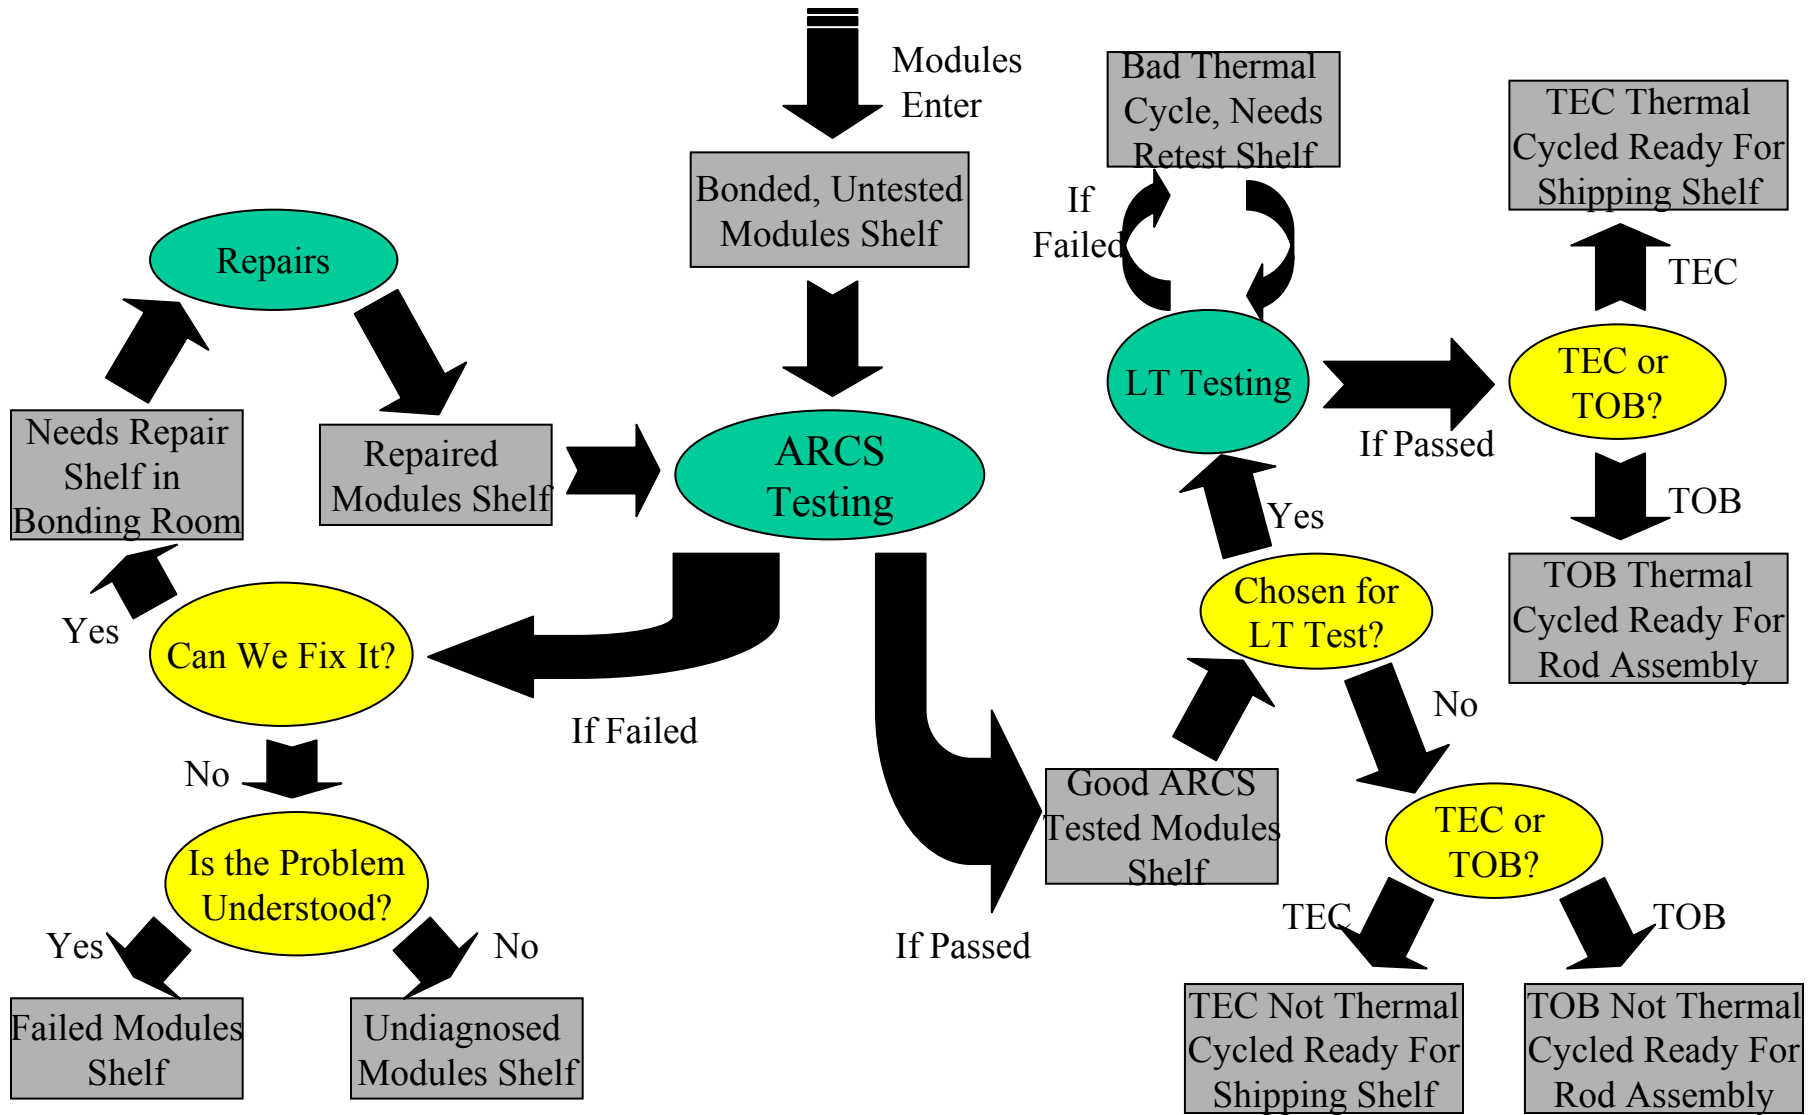 Modules
Enter
Bonded, Untested
Modules Shelf
Repairs
Needs Repair
Shelf in
Bonding Room
Repaired
Modules Shelf
ARCS
Testing
Yes
Can We Fix It?
If Failed
No
Is the Problem
Understood?
Yes
No
Failed Modules
Shelf
Undiagnosed
Modules Shelf
If Passed
Bad Thermal
Cycle, Needs
Retest Shelf
If
Failed
LT Testing
If Passed
TEC Thermal
Cycled Ready For
Shipping Shelf
TEC
TEC or
TOB?
TOB
TOB Thermal
Cycled Ready For
Rod Assembly
Yes
Chosen for
LT Test?
No
Good ARCS
Tested Modules
Shelf
TEC or
TOB?
TEC
TOB
TEC Not Thermal
Cycled Ready For
Shipping Shelf
TOB Not Thermal
Cycled Ready For
Rod Assembly